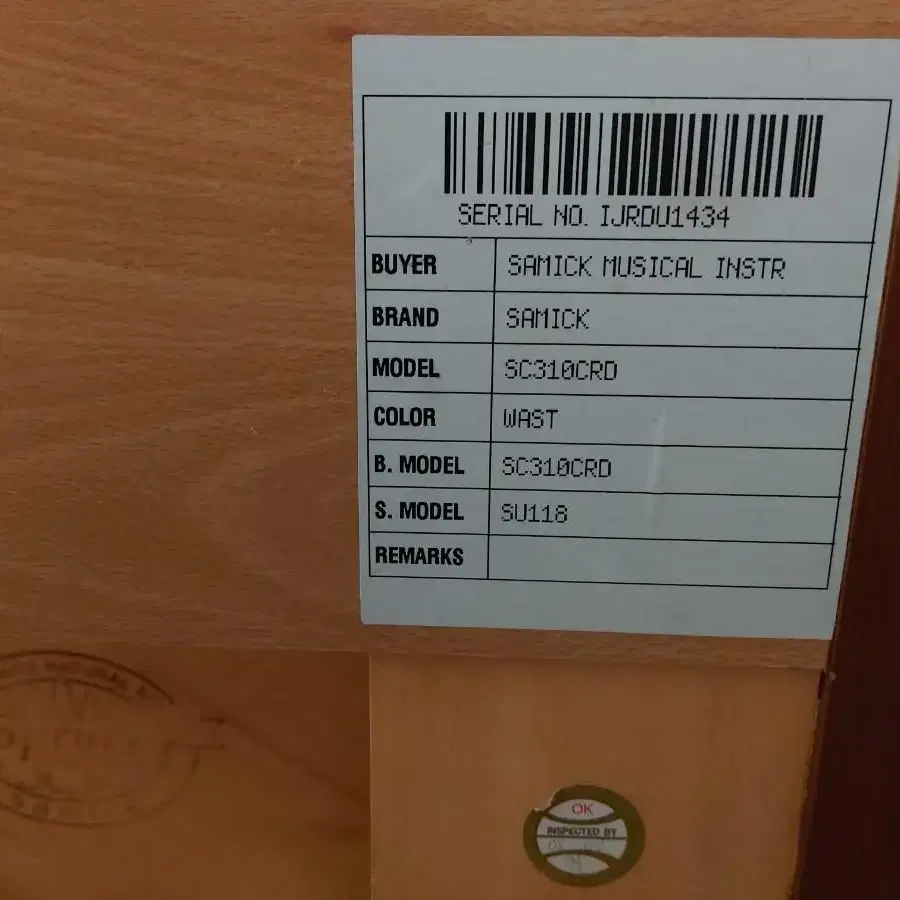 SERIAL NO. IJRDU1434
BUYER SAMICK MUSICAL INSTR
BRAND SAMICK
MODEL SC310CRD
COLOR WAST
B. MODEL SC310CRD
S. MODEL SU118
REMARKS
OK
INSPECTED BY